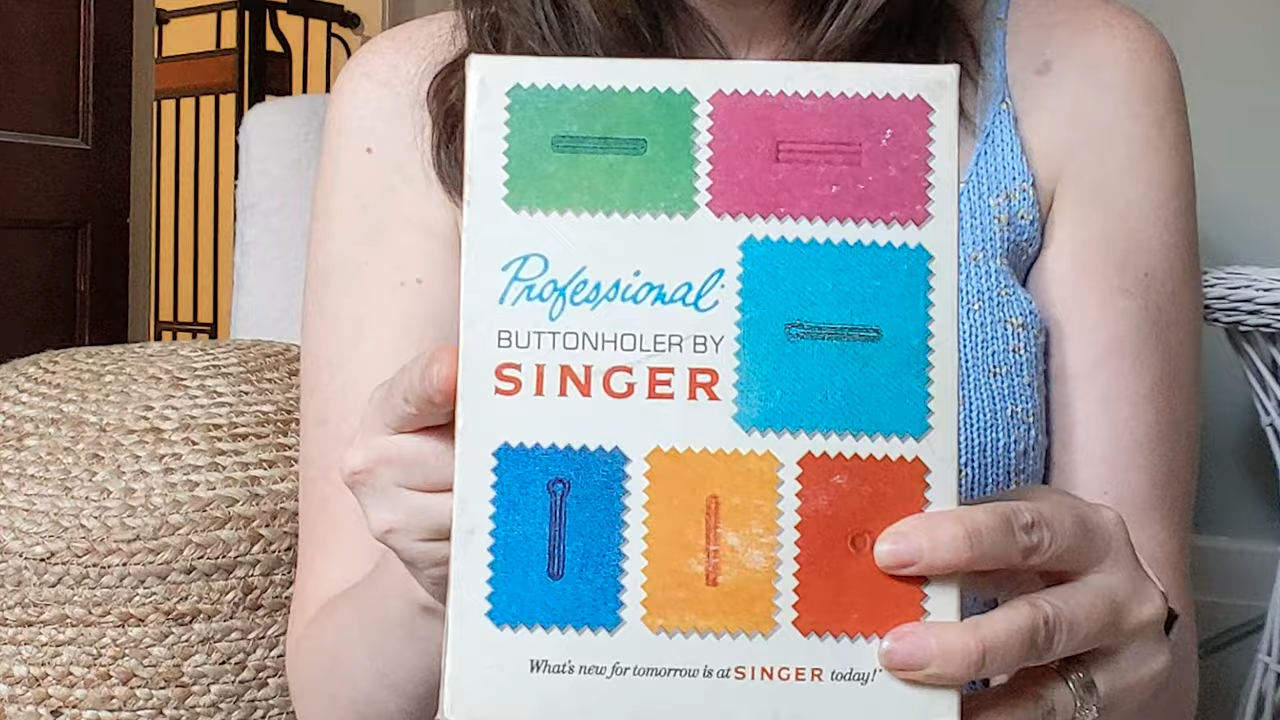 Professional*
BUTTONHOLER BY
SINGER
What's new for tomorrow is at SINGER today!*